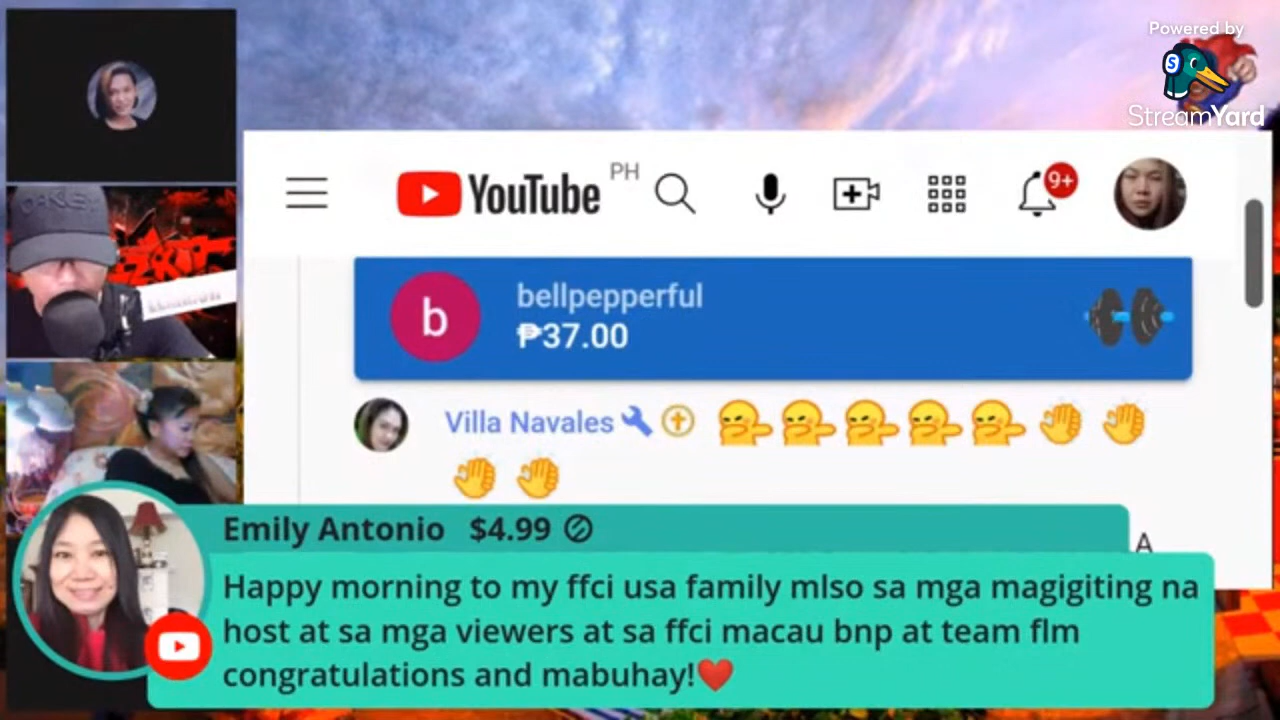 Powered by
StreamYard
OAKLEY
YouTube PH
9+
b
bellpepperful
₱37.00
Villa Navales
A
Emily Antonio $4.99
Happy morning to my ffci usa family mlso sa mga magigiting na
host at sa mga viewers at sa ffci macau bnp at team flm
congratulations and mabuhay!❤️